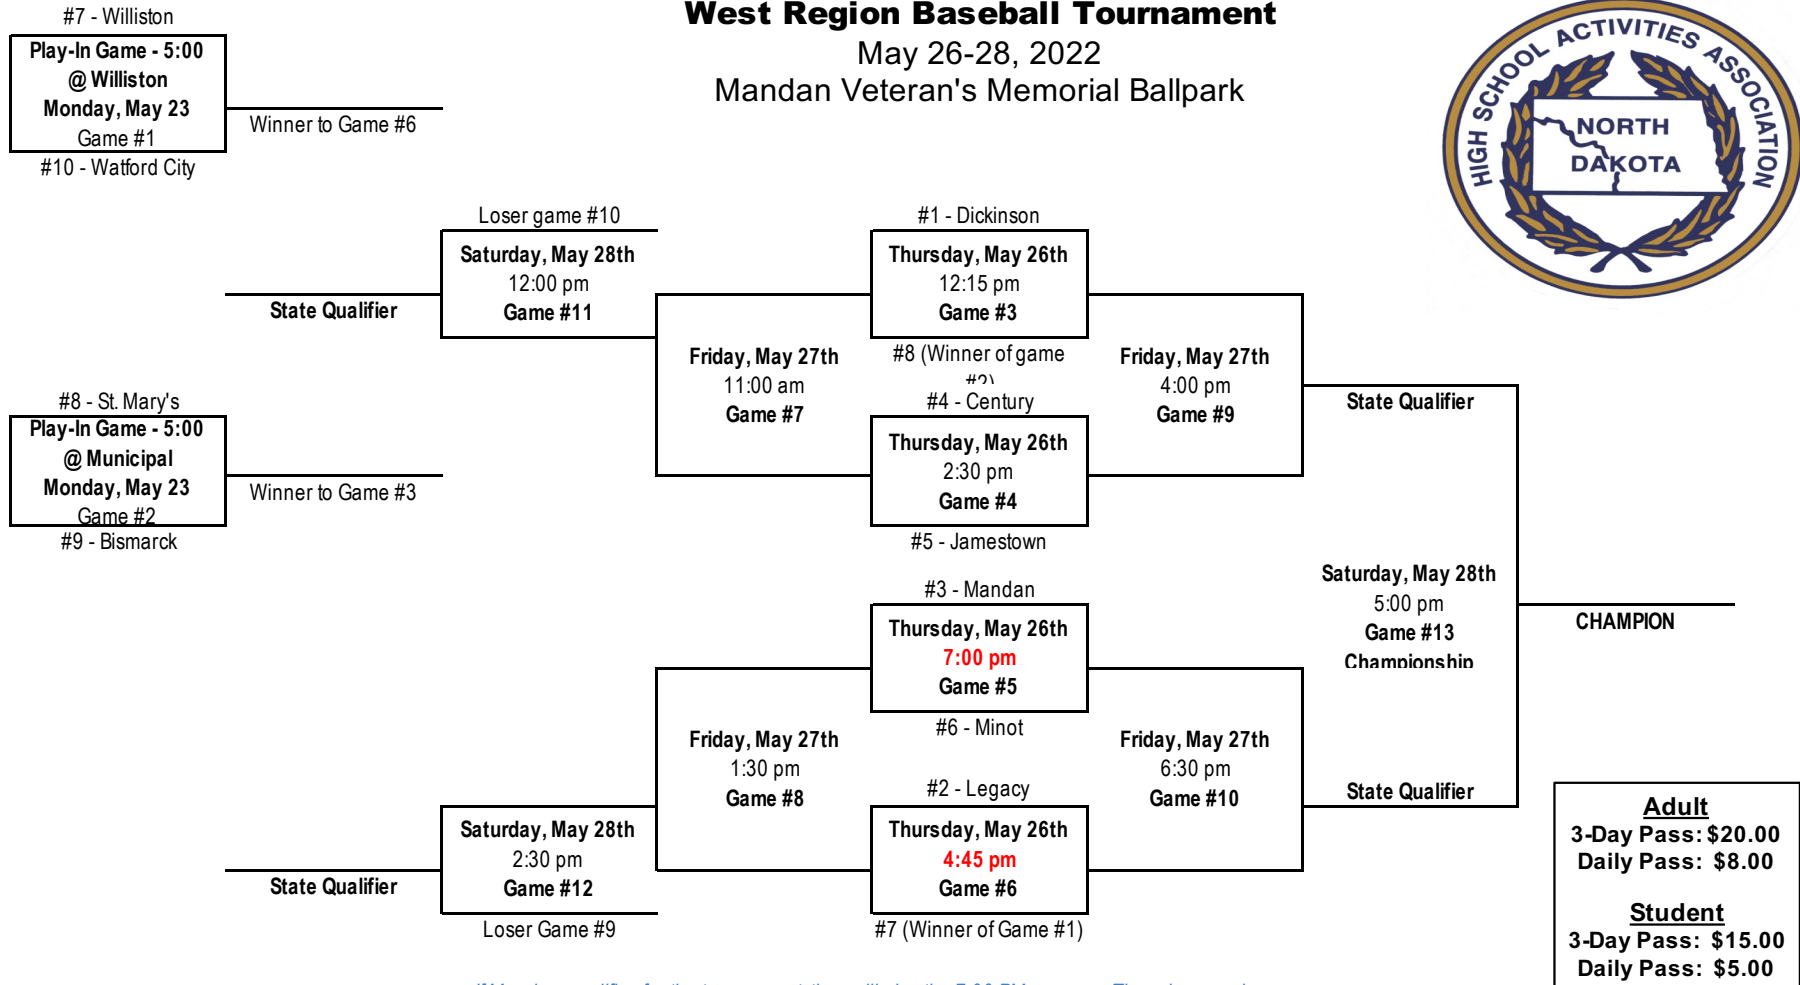 West Region Baseball Tournament
May 26-28, 2022
Mandan Veteran's Memorial Ballpark
HIGH SCHOOL ACTIVITIES ASSOCIATION
NORTH
DAKOTA
#7 - Williston
Play-In Game - 5:00
@ Williston
Monday, May 23
Game #1
#10 - Watford City
Winner to Game #6
#8 - St. Mary's
Play-In Game - 5:00
@ Municipal
Monday, May 23
Game #2
#9 - Bismarck
Winner to Game #3
Loser game #10
Saturday, May 28th
12:00 pm
Game #11
State Qualifier
Friday, May 27th
11:00 am
Game #7
#1 - Dickinson
Thursday, May 26th
12:15 pm
Game #3
#8 (Winner of game
#2)
#4 - Century
Thursday, May 26th
2:30 pm
Game #4
#5 - Jamestown
Friday, May 27th
4:00 pm
Game #9
State Qualifier
#3 - Mandan
Thursday, May 26th
7:00 pm
Game #5
#6 - Minot
#2 - Legacy
Thursday, May 26th
4:45 pm
Game #6
#7 (Winner of Game #1)
Friday, May 27th
1:30 pm
Game #8
Saturday, May 28th
2:30 pm
Game #12
Loser Game #9
State Qualifier
Friday, May 27th
6:30 pm
Game #10
State Qualifier
Saturday, May 28th
5:00 pm
Game #13
Championship
CHAMPION
Adult
3-Day Pass: $20.00
Daily Pass: $8.00
Student
3-Day Pass: $15.00
Daily Pass: $5.00